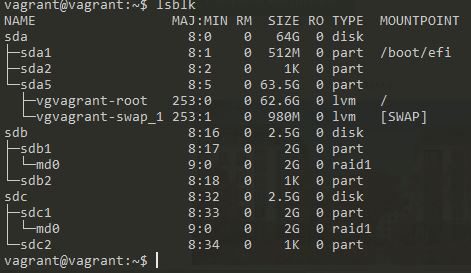 vagrant@vagrant:~$ lsblk
NAME                  MAJ:MIN RM  SIZE RO TYPE  MOUNTPOINT
sda                     8:0    0   64G  0 disk
├─sda1                  8:1    0  512M  0 part  /boot/efi
├─sda2                  8:2    0    1K  0 part
└─sda5                  8:5    0 63.5G  0 part
  ├─vgvagrant-root    253:0    0 62.6G  0 lvm   /
  └─vgvagrant-swap_1  253:1    0  980M  0 lvm   [SWAP]
sdb                     8:16   0  2.5G  0 disk
├─sdb1                  8:17   0    2G  0 part
│ └─md0                 9:0    0    2G  0 raid1
└─sdb2                  8:18   0    1K  0 part
sdc                     8:32   0  2.5G  0 disk
├─sdc1                  8:33   0    2G  0 part
│ └─md0                 9:0    0    2G  0 raid1
└─sdc2                  8:34   0    1K  0 part
vagrant@vagrant:~$